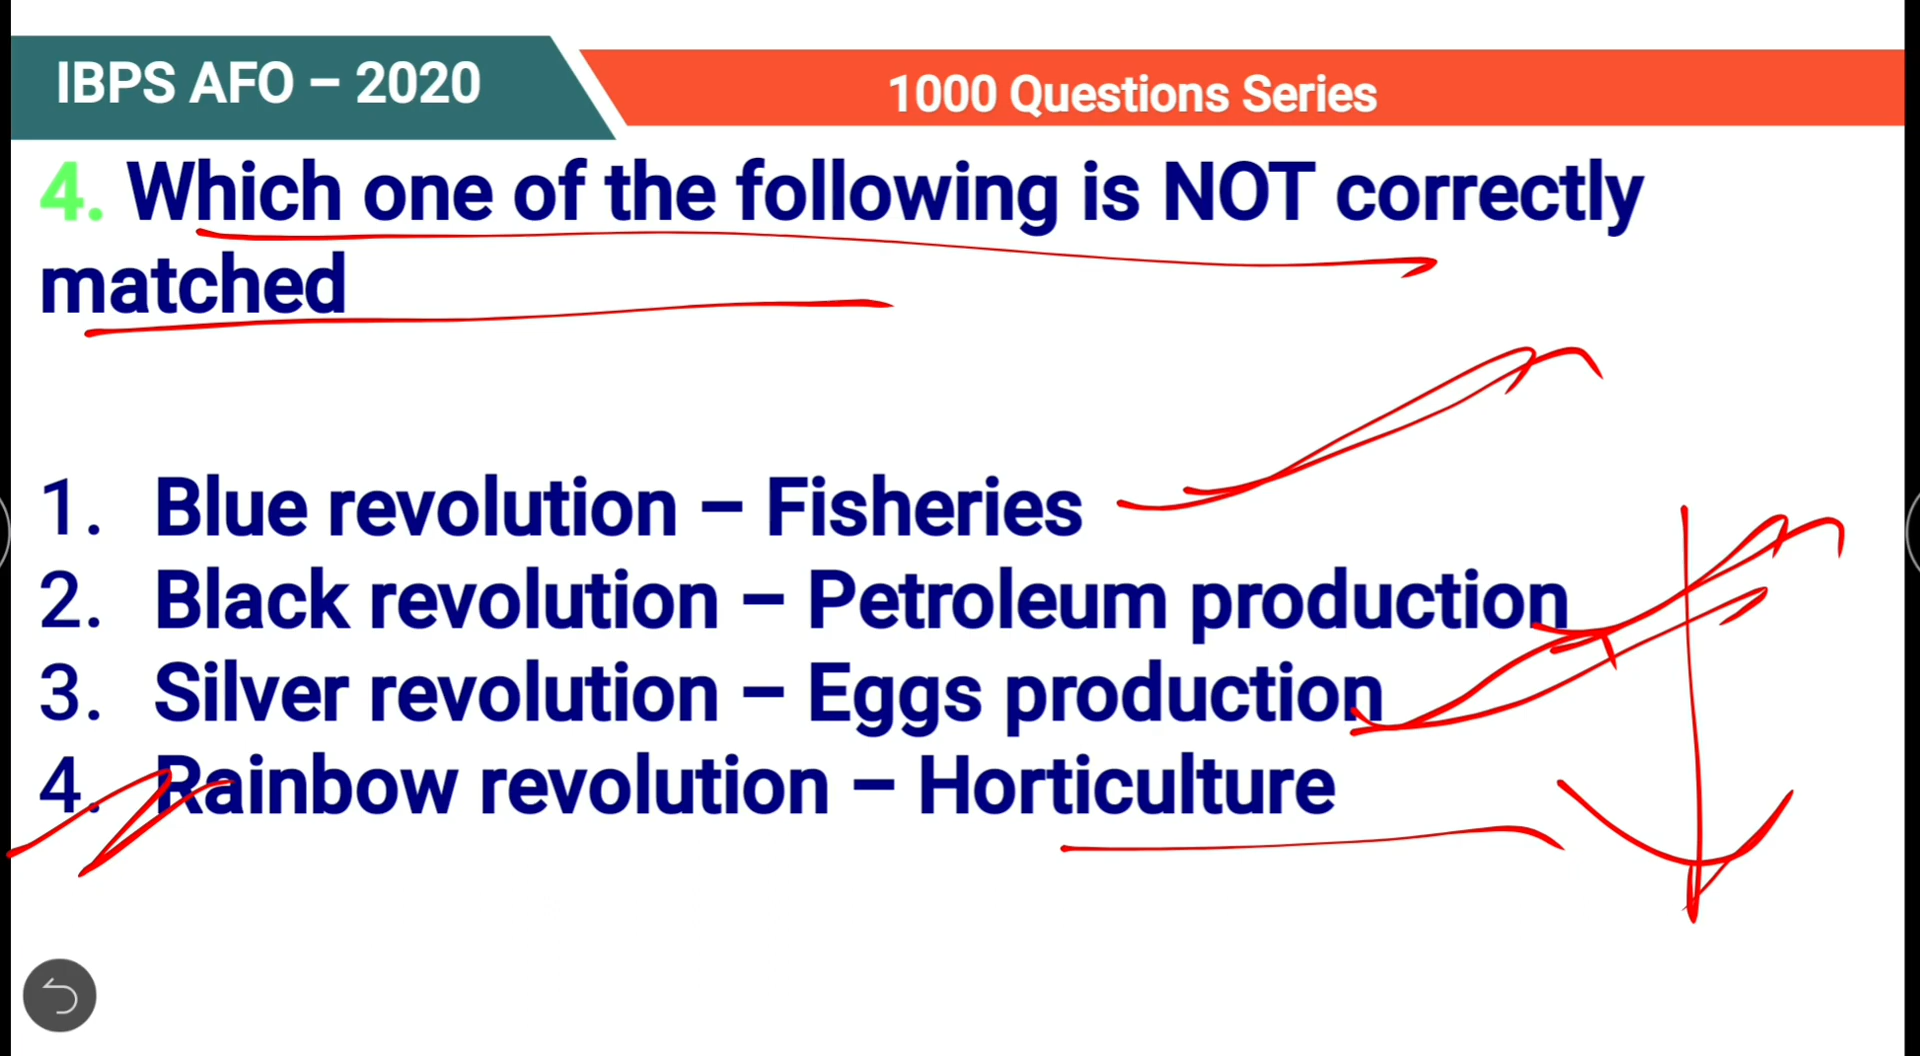 IBPS AFO – 2020
1000 Questions Series
4. Which one of the following is NOT correctly
matched
1. Blue revolution – Fisheries
2. Black revolution – Petroleum production
3. Silver revolution – Eggs production
4. Rainbow revolution – Horticulture